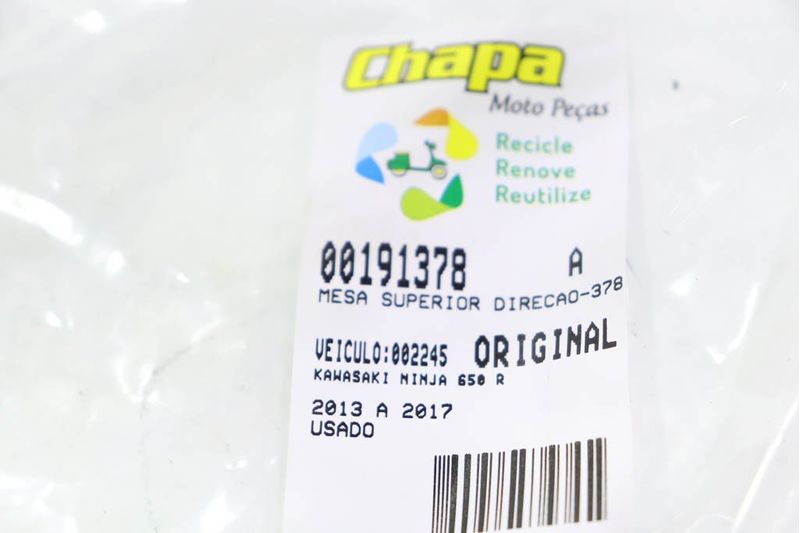 Chapa
Moto Peças
Recicle
Renove
Reutilize
00191378 A
MESA SUPERIOR DIRECAO-378
VEICULO:002245 ORIGINAL
KAWASAKI NINJA 650 R
2013 A 2017
USADO